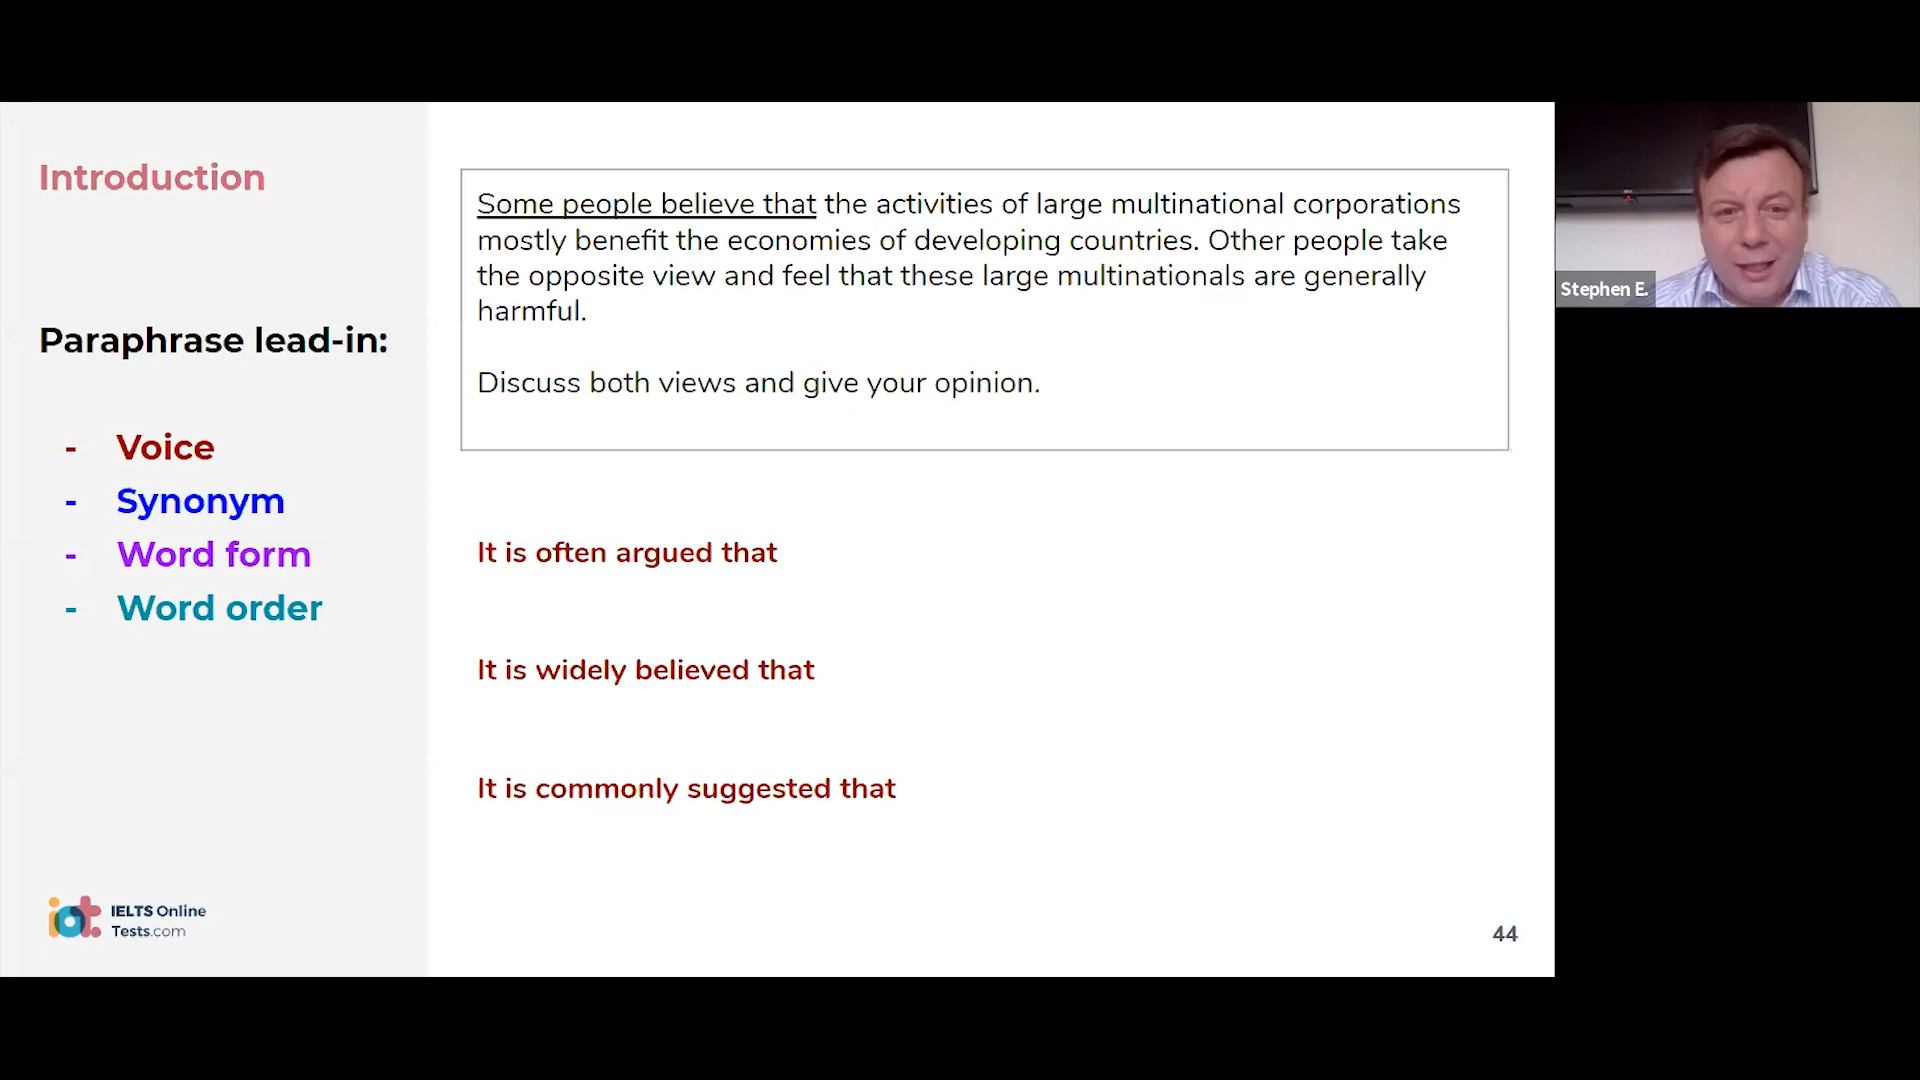 Introduction
Paraphrase lead-in:
- Voice
- Synonym
- Word form
- Word order
Some people believe that the activities of large multinational corporations
mostly benefit the economies of developing countries. Other people take
the opposite view and feel that these large multinationals are generally
harmful.
Discuss both views and give your opinion.
It is often argued that
It is widely believed that
It is commonly suggested that
iot IELTS Online
Tests.com
44
Stephen E.